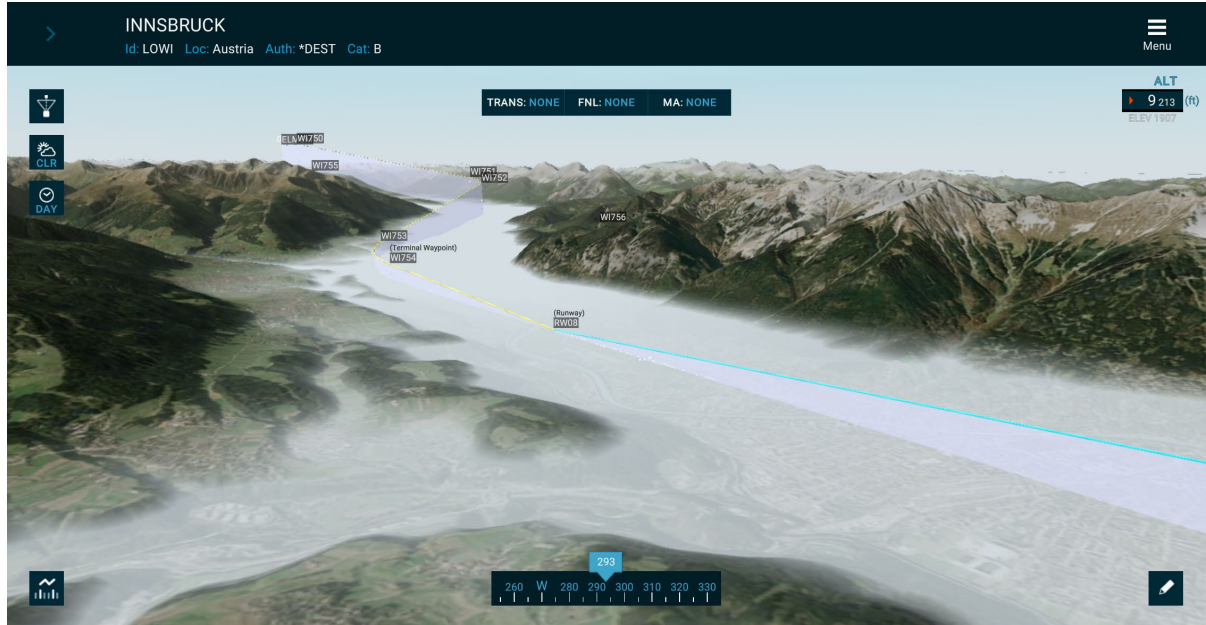 INNSBRUCK
Id: LOWI Loc: Austria Auth: *DEST Cat: B
Menu
ALT
9 213 (ft)
ELEV 1907
TRANS: NONE FNL: NONE MA: NONE
CLR
DAY
WI750
WI755
WI751
WI752
WI756
WI753
(Terminal Waypoint)
WI754
(Runway)
RW08
293
260 W 280 290 300 310 320 330